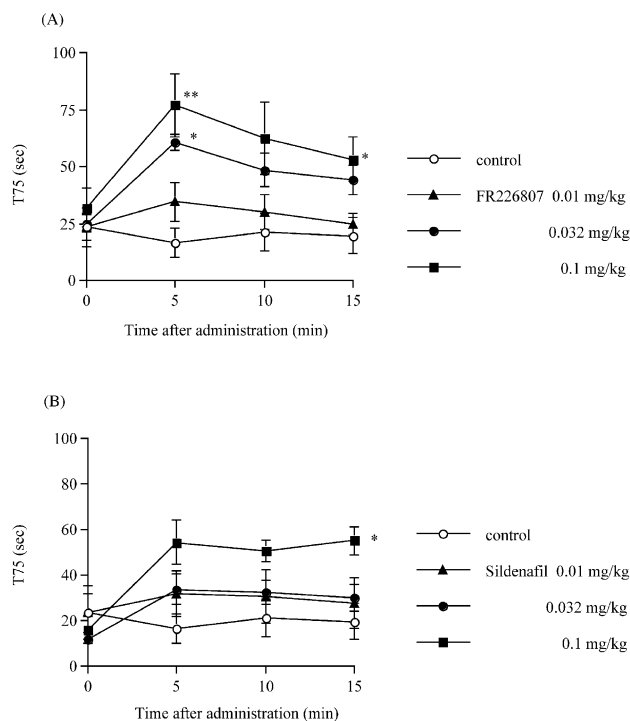 (A)
100
75
50
25
0
T75 (sec)
**
*
*
0 5 10 15
Time after administration (min)
control
FR226807 0.01 mg/kg
0.032 mg/kg
0.1 mg/kg
(B)
100
80
60
40
20
0
T75 (sec)
*
0 5 10 15
Time after administration (min)
control
Sildenafil 0.01 mg/kg
0.032 mg/kg
0.1 mg/kg